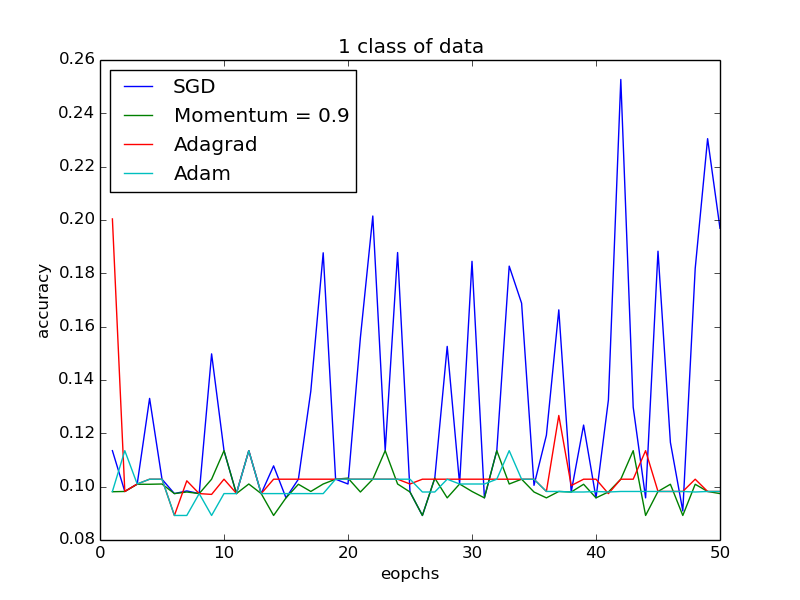 1 class of data
0.26
0.24
0.22
0.20
0.18
0.16
0.14
0.12
0.10
0.08
accuracy
SGD
Momentum = 0.9
Adagrad
Adam
0 10 20 30 40 50
eopchs